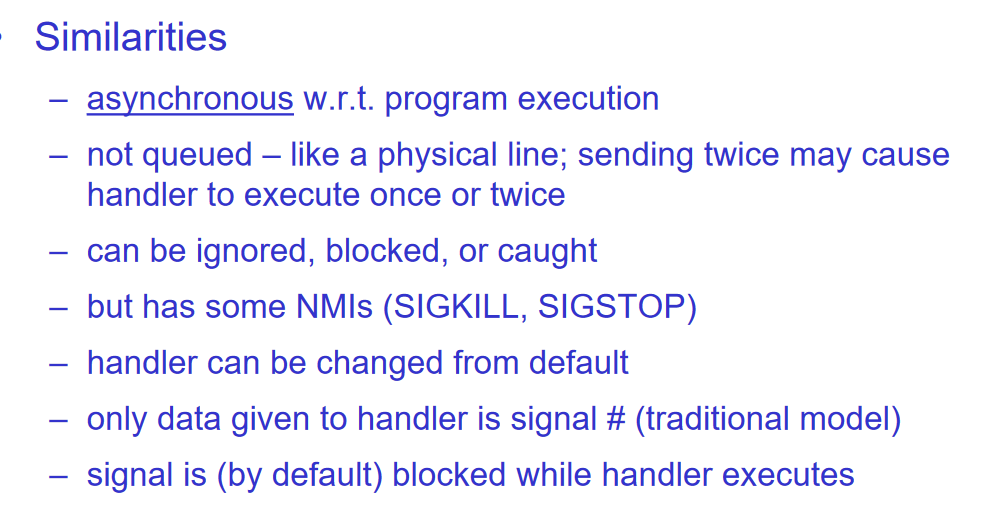 • Similarities
– asynchronous w.r.t. program execution
– not queued – like a physical line; sending twice may cause
handler to execute once or twice
– can be ignored, blocked, or caught
– but has some NMIs (SIGKILL, SIGSTOP)
– handler can be changed from default
– only data given to handler is signal # (traditional model)
– signal is (by default) blocked while handler executes